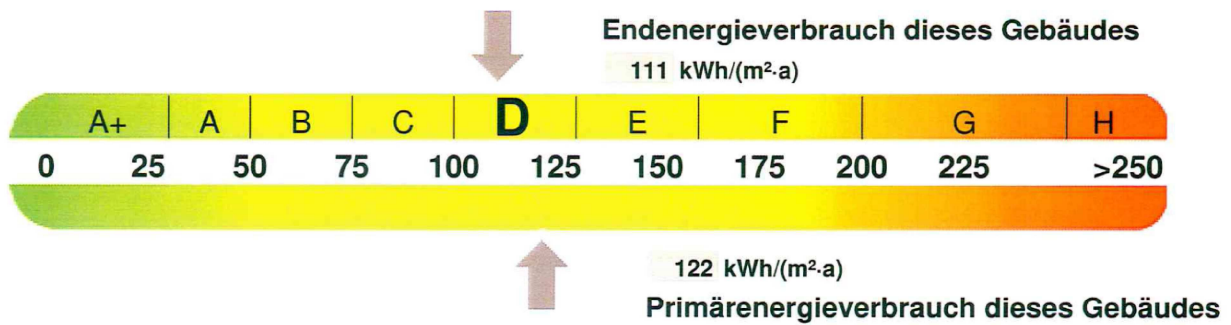 Endenergieverbrauch dieses Gebäudes
111 kWh/(m²·a)
A+ A B C D E F G H
0 25 50 75 100 125 150 175 200 225 >250
122 kWh/(m²·a)
Primärenergieverbrauch dieses Gebäudes